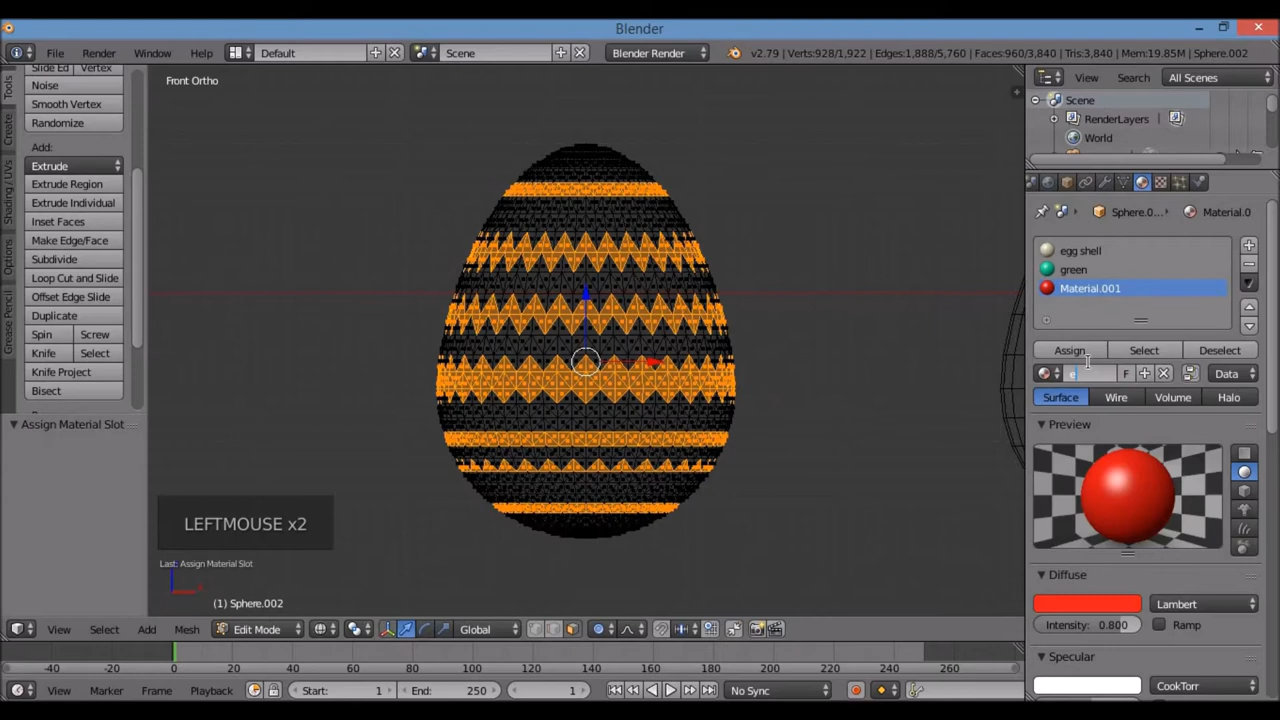 Blender
File Render Window Help Default Scene Blender Render v2.79 | Verts:928/1,922 | Edges:1,888/5,760 | Faces:960/3,840 | Tris:3,840 | Mem:19.85M | Sphere.002
Slide Ed Vertex
Noise
Smooth Vertex
Randomize
Add:
Extrude
Extrude Region
Extrude Individual
Inset Faces
Make Edge/Face
Subdivide
Loop Cut and Slide
Offset Edge Slide
Duplicate
Spin Screw
Knife Select
Knife Project
Bisect
Assign Material Slot
Tools
Create
Shading / UVs
Options
Grease Pencil
Front Ortho
LEFTMOUSE x2
Last: Assign Material Slot
(1) Sphere.002
View Select Add Mesh Edit Mode Global
-40 -20 0 20 40 60 80 100 120 140 160 180 200 220 240 260
View Marker Frame Playback Start: 1 End: 250 1 No Sync
View Search All Scenes
Scene
RenderLayers
World
Sphere.0... Material.0
egg shell
green
Material.001
Assign Select Deselect
e F Data
Surface Wire Volume Halo
Preview
Diffuse
Lambert
Intensity: 0.800 Ramp
Specular
CookTorr